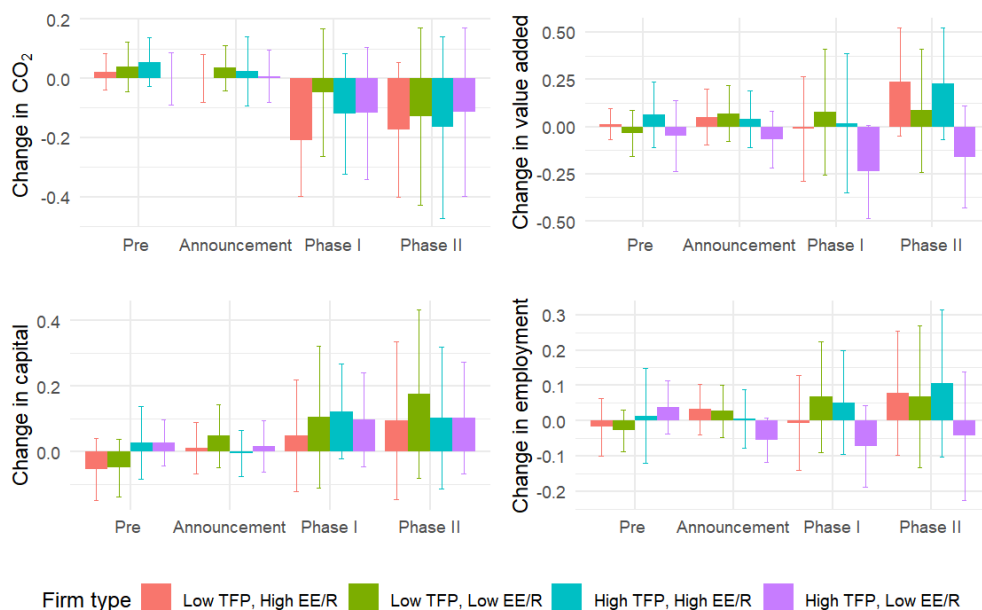 Change in CO₂
0.2
0.0
-0.2
-0.4
Pre Announcement Phase I Phase II
Change in value added
0.50
0.25
0.00
-0.25
-0.50
Pre Announcement Phase I Phase II
Change in capital
0.4
0.2
0.0
Pre Announcement Phase I Phase II
Change in employment
0.3
0.2
0.1
0.0
-0.1
-0.2
Pre Announcement Phase I Phase II
Firm type Low TFP, High EE/R Low TFP, Low EE/R High TFP, High EE/R High TFP, Low EE/R